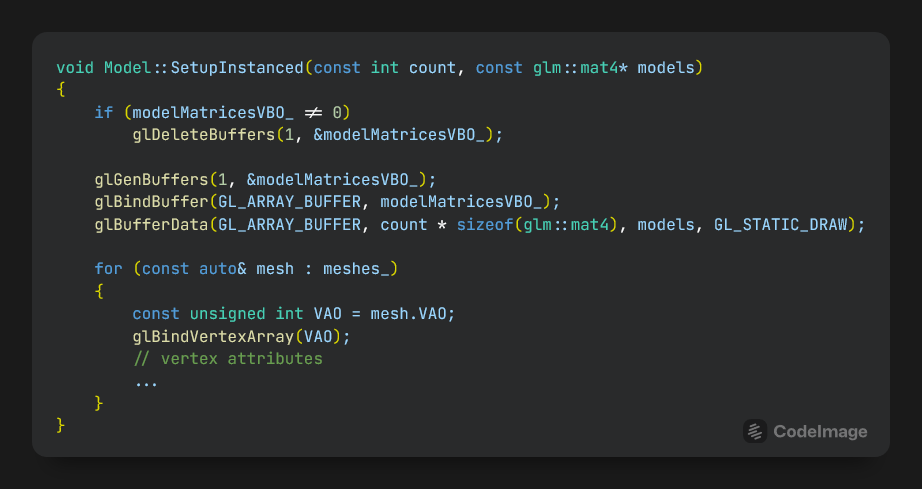 void Model::SetupInstanced(const int count, const glm::mat4* models)
{
    if (modelMatricesVBO_ != 0)
        glDeleteBuffers(1, &modelMatricesVBO_);

    glGenBuffers(1, &modelMatricesVBO_);
    glBindBuffer(GL_ARRAY_BUFFER, modelMatricesVBO_);
    glBufferData(GL_ARRAY_BUFFER, count * sizeof(glm::mat4), models, GL_STATIC_DRAW);

    for (const auto& mesh : meshes_)
    {
        const unsigned int VAO = mesh.VAO;
        glBindVertexArray(VAO);
        // vertex attributes
        ...
    }
}
CodeImage